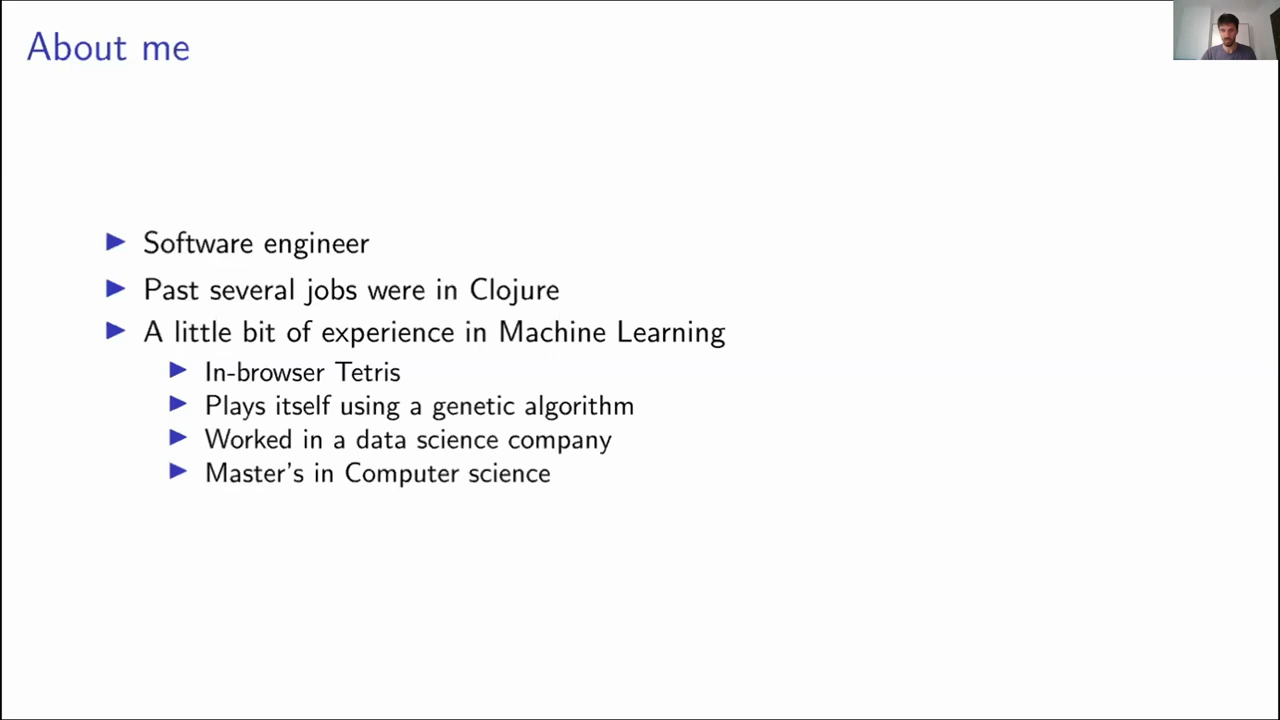 About me
Software engineer
Past several jobs were in Clojure
A little bit of experience in Machine Learning
In-browser Tetris
Plays itself using a genetic algorithm
Worked in a data science company
Master's in Computer science